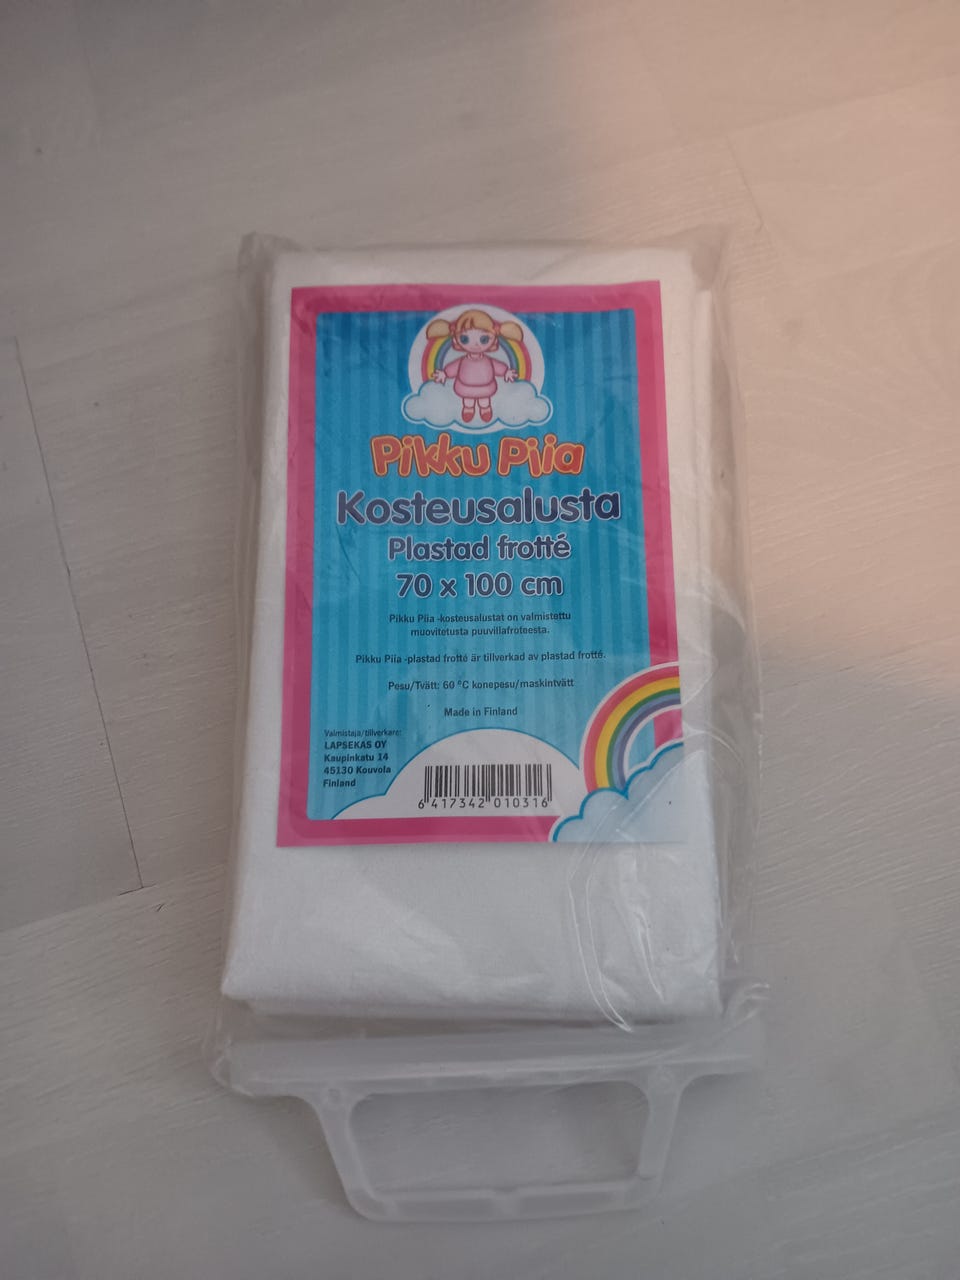 Pikku Piia
Kosteusalusta
Plastad frotté
70 x 100 cm
Pikku Piia -kosteusalustat on valmistettu
muovitetusta puuvillafroteesta.
Pikku Piia -plastad frotté är tillverkad av plastad frotté.
Pesu/Tvätt: 60 °C konepesu/maskintvätt
Made in Finland
Valmistaja/tillverkare:
LAPSEKAS OY
Kaupinkatu 14
45130 Kouvola
Finland
6 417342 010316